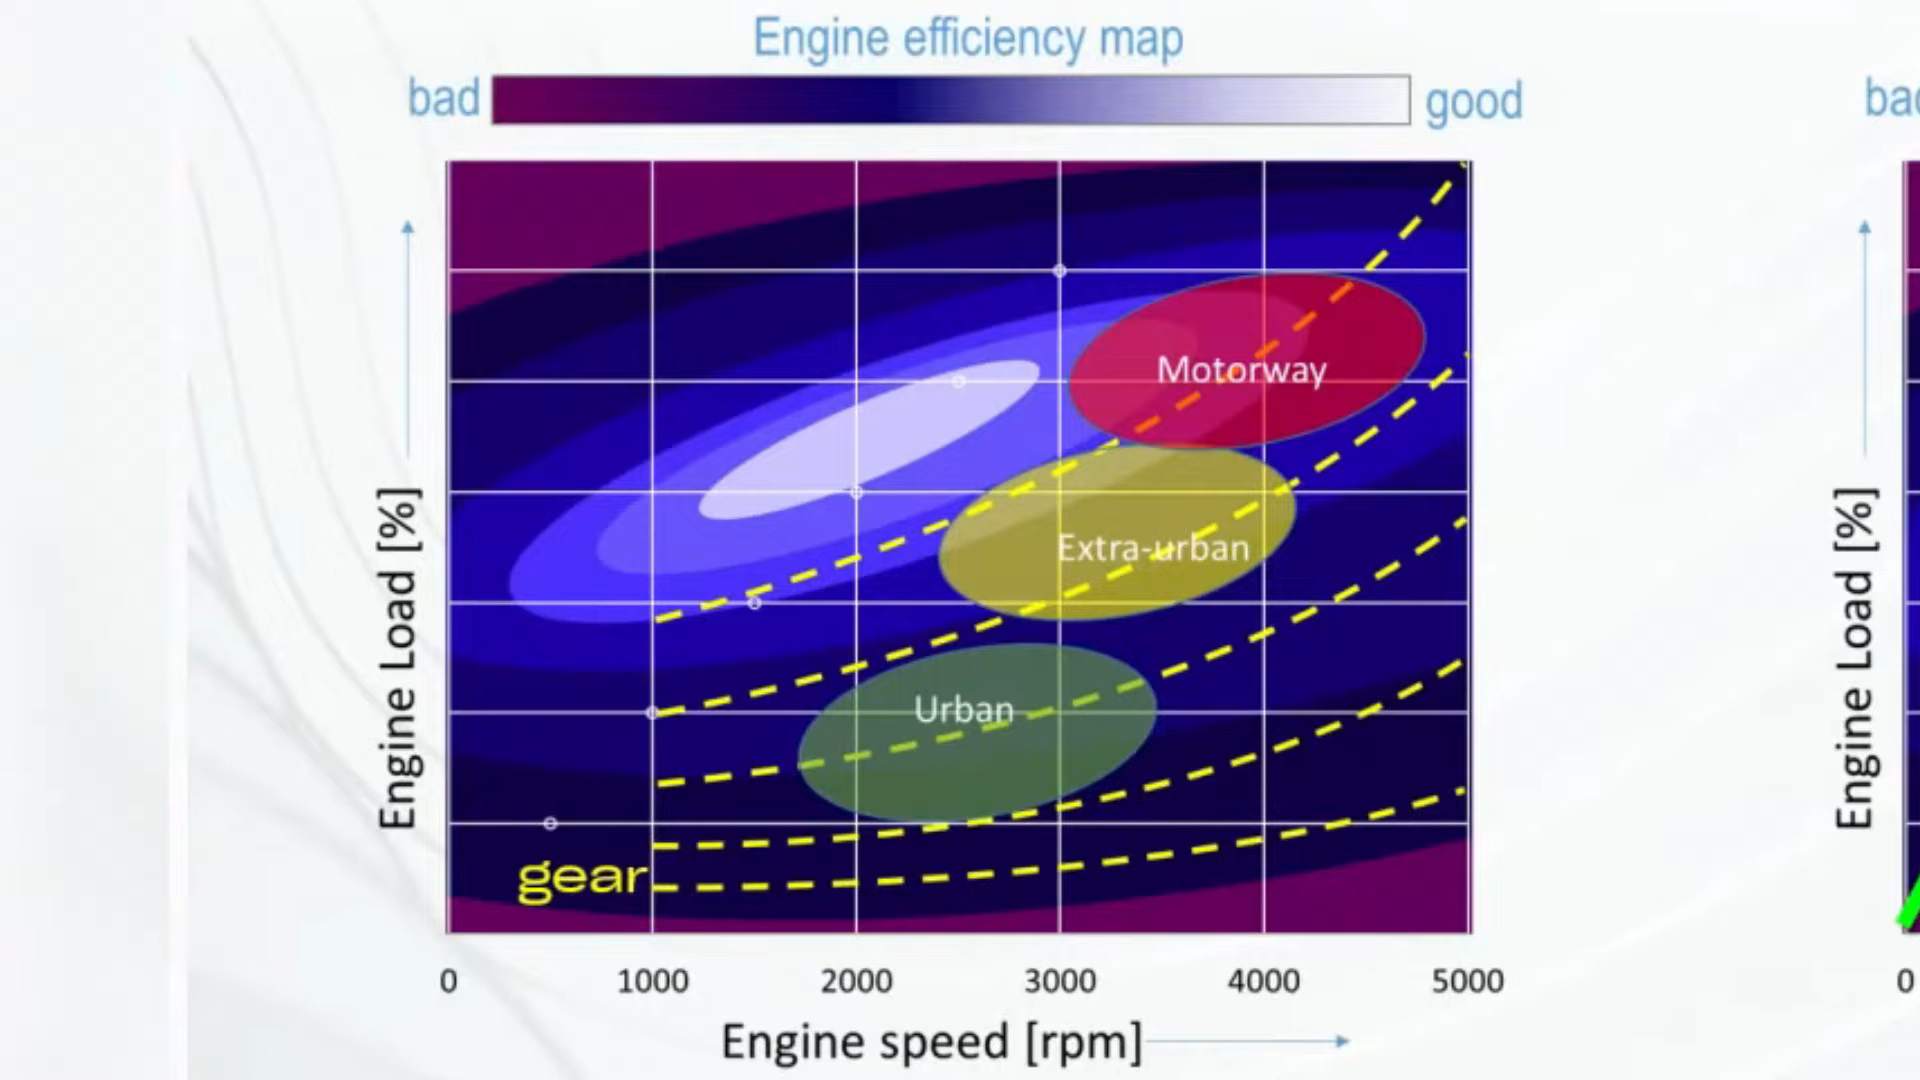 Engine efficiency map
bad
good
bad
Engine Load [%]
Motorway
Extra-urban
Urban
gear
0
1000
2000
3000
4000
5000
Engine speed [rpm]
Engine Load [%]
0